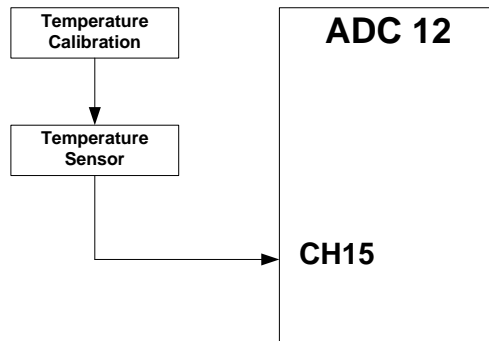 Temperature
Calibration
ADC 12
Temperature
Sensor
CH15